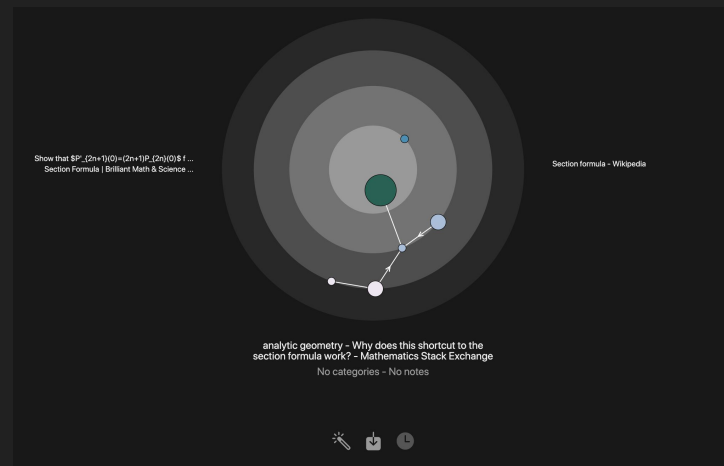 Show that $P'_{2n+1}(0)=(2n+1)P_{2n}(0)$ f ...
Section Formula | Brilliant Math & Science ...
Section formula - Wikipedia
analytic geometry - Why does this shortcut to the
section formula work? - Mathematics Stack Exchange
No categories - No notes